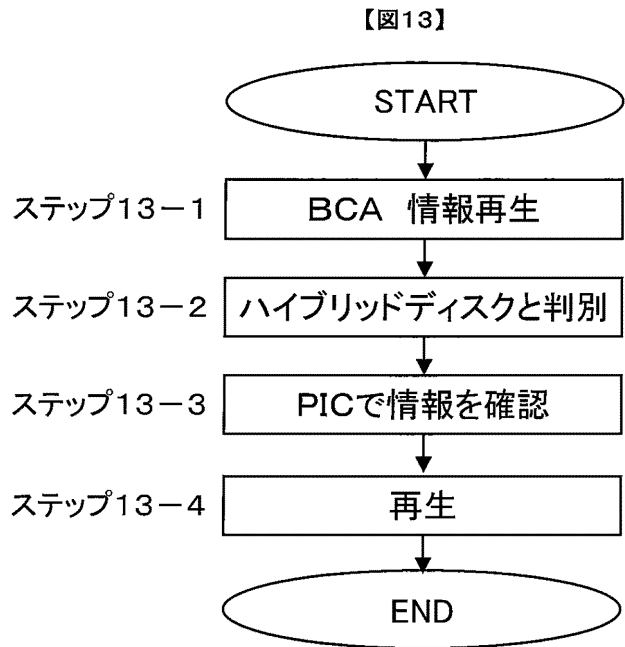 【図13】
START
ステップ13－1
BCA 情報再生
ステップ13－2
ハイブリッドディスクと判別
ステップ13－3
PICで情報を確認
ステップ13－4
再生
END